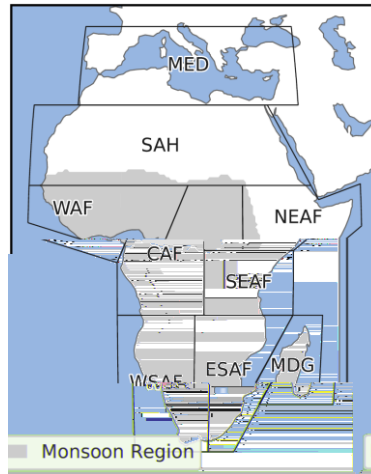 MED
SAH
WAF
NEAF
CAF
SEAF
WSAF
ESAF
MDG
Monsoon Region